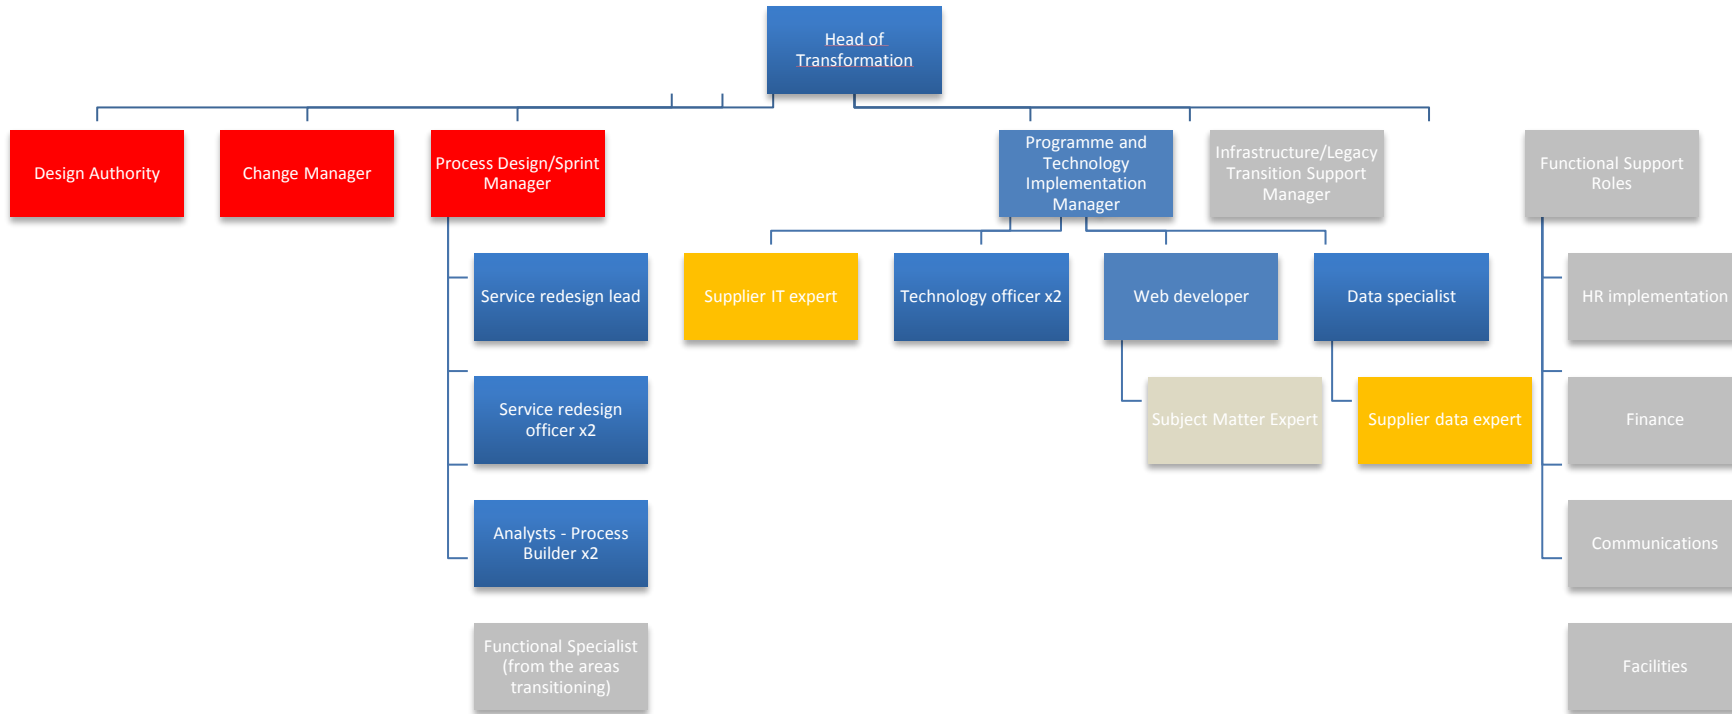 Head of
Transformation
Design Authority
Change Manager
Process Design/Sprint
Manager
Programme and
Technology
Implementation
Manager
Infrastructure/Legacy
Transition Support
Manager
Functional Support
Roles
Service redesign lead
Supplier IT expert
Technology officer x2
Web developer
Data specialist
HR implementation
Service redesign
officer x2
Subject Matter Expert
Supplier data expert
Finance
Analysts - Process
Builder x2
Communications
Functional Specialist
(from the areas
transitioning)
Facilities